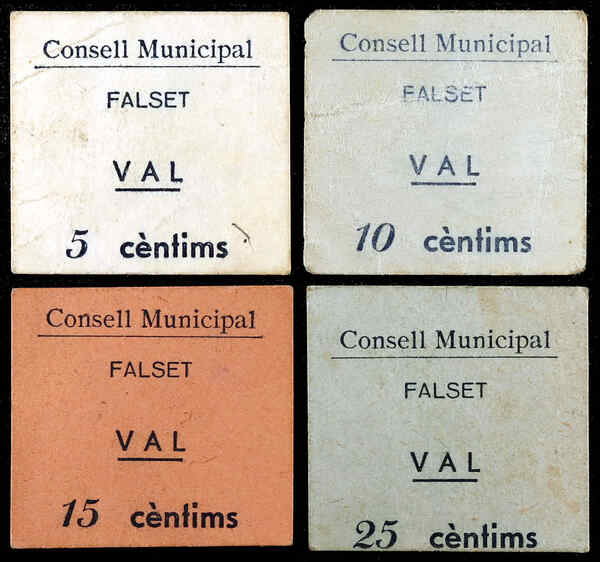 Consell Municipal
FALSET
VAL
5 cèntims
Consell Municipal
FALSET
VAL
10 cèntims
Consell Municipal
FALSET
VAL
15 cèntims
Consell Municipal
FALSET
VAL
25 cèntims